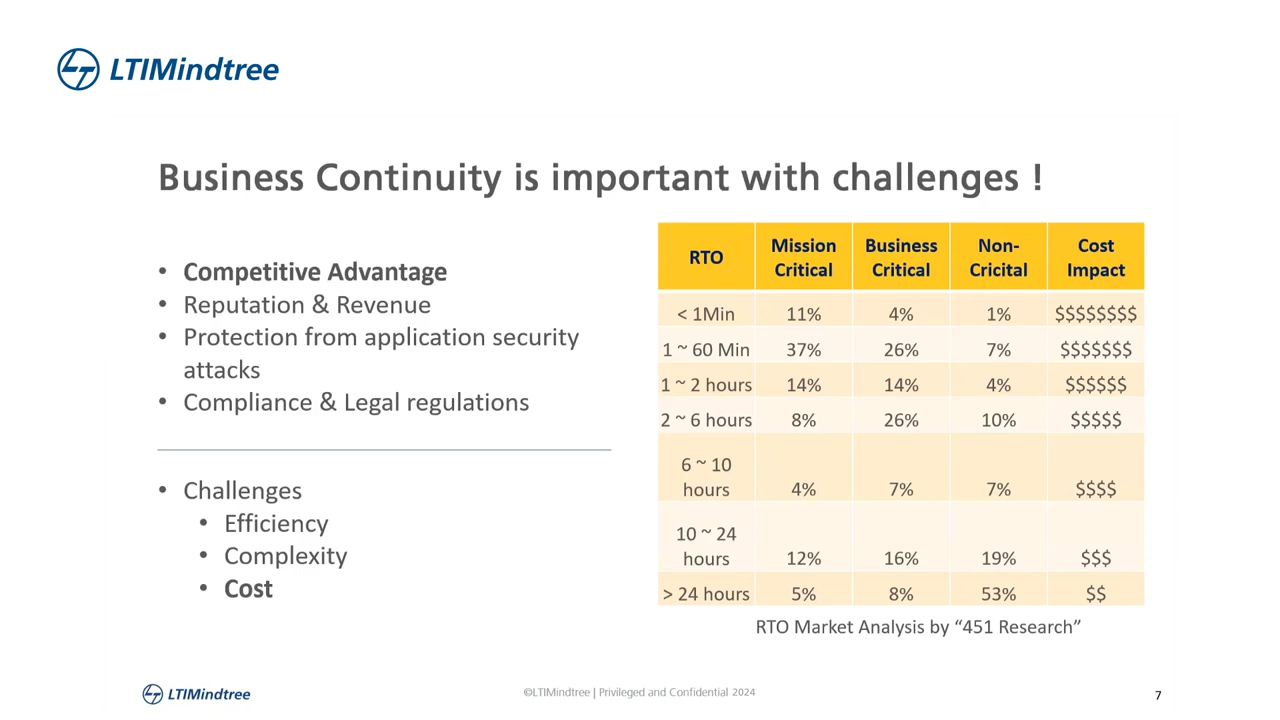 LTIMindtree
Business Continuity is important with challenges !
• Competitive Advantage
• Reputation & Revenue
• Protection from application security
attacks
• Compliance & Legal regulations
• Challenges
• Efficiency
• Complexity
• Cost
RTO Mission Critical Business Critical Non-Cricital Cost Impact
< 1Min 11% 4% 1% $$$$$$$$
1 ~ 60 Min 37% 26% 7% $$$$$$$
1 ~ 2 hours 14% 14% 4% $$$$$$
2 ~ 6 hours 8% 26% 10% $$$$$
6 ~ 10 hours 4% 7% 7% $$$$
10 ~ 24 hours 12% 16% 19% $$$
> 24 hours 5% 8% 53% $$
RTO Market Analysis by “451 Research”
LTIMindtree
©LTIMindtree | Privileged and Confidential 2024
7